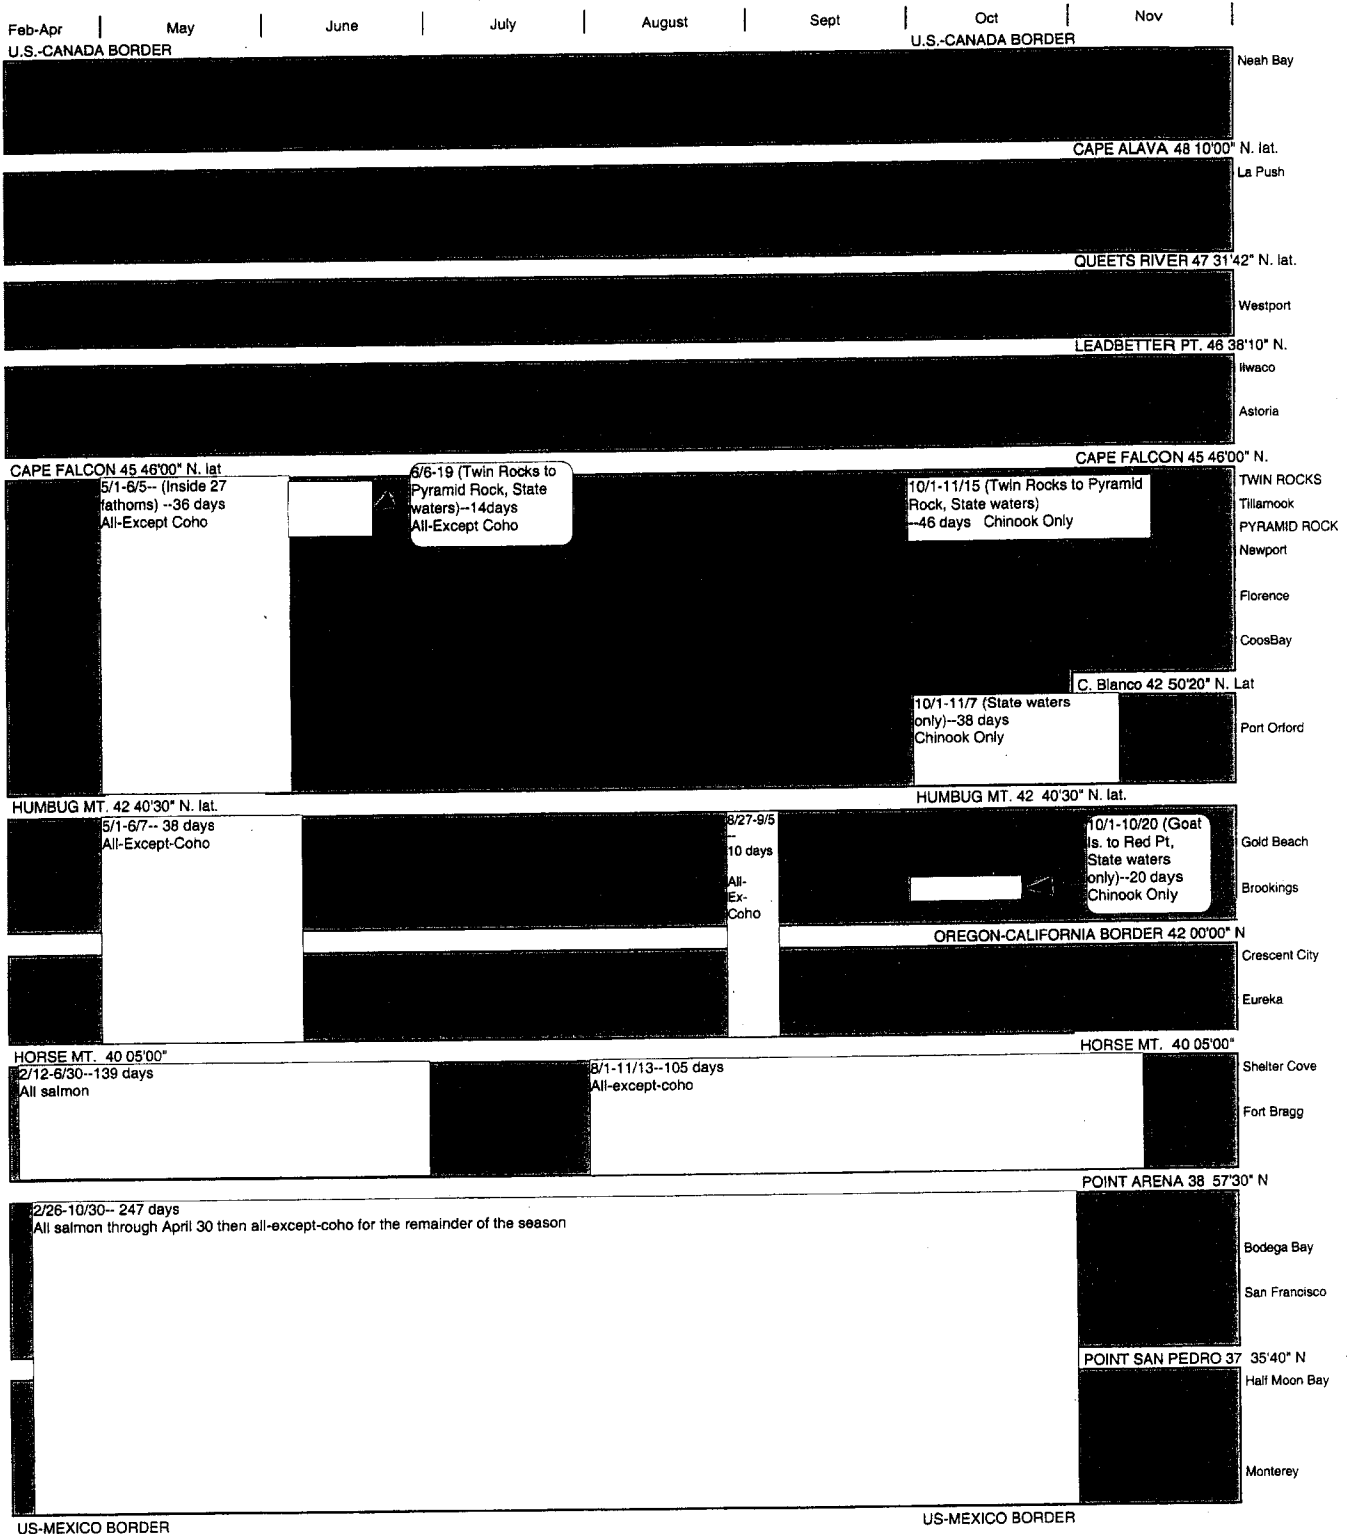 Feb-Apr | May | June | July | August | Sept | Oct | Nov |
U.S.-CANADA BORDER
U.S.-CANADA BORDER
Neah Bay
CAPE ALAVA 48 10'00" N. lat.
La Push
QUEETS RIVER 47 31'42" N. lat.
Westport
LEADBETTER PT. 46 38'10" N.
Ilwaco
Astoria
CAPE FALCON 45 46'00" N. lat
CAPE FALCON 45 46'00" N.
5/1-6/5-- (Inside 27
fathoms) --36 days
All-Except Coho
6/6-19 (Twin Rocks to
Pyramid Rock, State
waters)--14days
All-Except Coho
10/1-11/15 (Twin Rocks to Pyramid
Rock, State waters)
--46 days Chinook Only
TWIN ROCKS
Tillamook
PYRAMID ROCK
Newport
Florence
CoosBay
C. Blanco 42 50'20" N. Lat
10/1-11/7 (State waters
only)--38 days
Chinook Only
Port Orford
HUMBUG MT. 42 40'30" N. lat.
HUMBUG MT. 42 40'30" N. lat.
5/1-6/7-- 38 days
All-Except-Coho
8/27-9/5
--
10 days
All-
Ex-
Coho
10/1-10/20 (Goat
Is. to Red Pt,
State waters
only)--20 days
Chinook Only
Gold Beach
Brookings
OREGON-CALIFORNIA BORDER 42 00'00" N
Crescent City
Eureka
HORSE MT. 40 05'00"
HORSE MT. 40 05'00"
2/12-6/30--139 days
All salmon
8/1-11/13--105 days
All-except-coho
Shelter Cove
Fort Bragg
POINT ARENA 38 57'30" N
2/26-10/30-- 247 days
All salmon through April 30 then all-except-coho for the remainder of the season
Bodega Bay
San Francisco
POINT SAN PEDRO 37 35'40" N
Half Moon Bay
Monterey
US-MEXICO BORDER
US-MEXICO BORDER